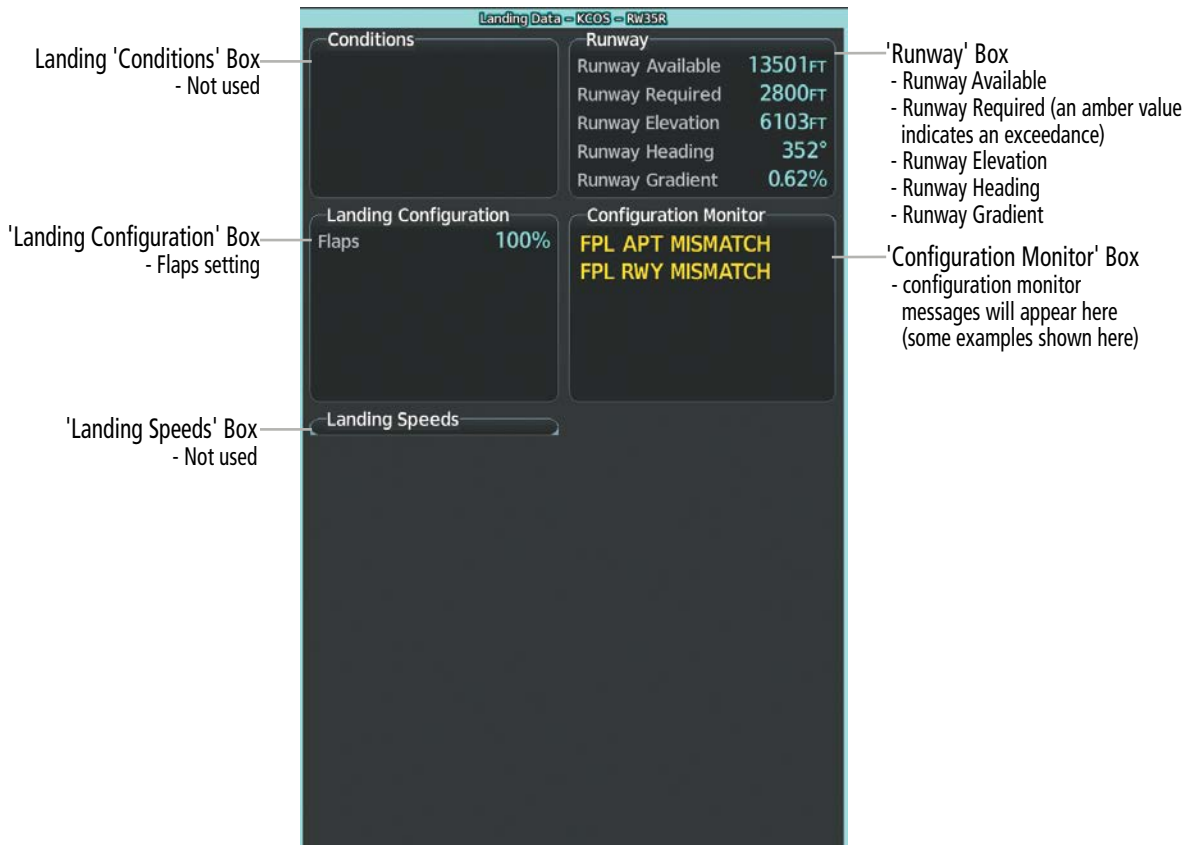 Landing Data – KCOS – RW35R
Landing 'Conditions' Box
- Not used
Conditions
Runway
Runway Available 13501FT
Runway Required 2800FT
Runway Elevation 6103FT
Runway Heading 352°
Runway Gradient 0.62%
'Runway' Box
- Runway Available
- Runway Required (an amber value
indicates an exceedance)
- Runway Elevation
- Runway Heading
- Runway Gradient
'Landing Configuration' Box
- Flaps setting
Landing Configuration
Flaps 100%
Configuration Monitor
FPL APT MISMATCH
FPL RWY MISMATCH
'Configuration Monitor' Box
- configuration monitor
messages will appear here
(some examples shown here)
'Landing Speeds' Box
- Not used
Landing Speeds